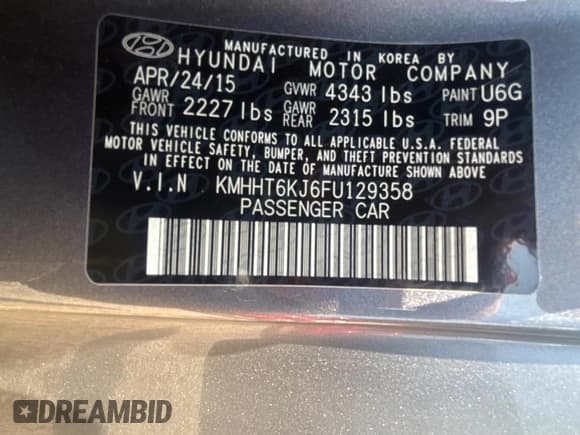 MANUFACTURED IN KOREA BY
HYUNDAI MOTOR COMPANY
APR/24/15 GVWR 4343 lbs PAINT U6G
GAWR FRONT 2227 lbs GAWR REAR 2315 lbs TRIM 9P
THIS VEHICLE CONFORMS TO ALL APPLICABLE U.S.A. FEDERAL
MOTOR VEHICLE SAFETY, BUMPER, AND THEFT PREVENTION STANDARDS
IN EFFECT ON THE DATE OF MANUFACTURE SHOWN ABOVE
V.I.N KMHHT6KJ6FU129358
PASSENGER CAR
DREAMBID